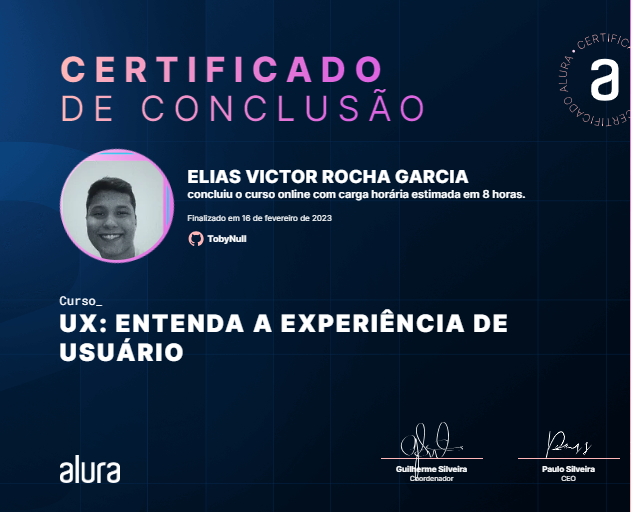 CERTIFICADO
DE CONCLUSÃO
CERTIFICADO ALURA • CERTIFICA
a
ELIAS VICTOR ROCHA GARCIA
concluiu o curso online com carga horária estimada em 8 horas.
Finalizado em 16 de fevereiro de 2023
TobyNull
Curso_
UX: ENTENDA A EXPERIÊNCIA DE
USUÁRIO
alura
Guilherme Silveira
Coordenador
Paulo Silveira
CEO